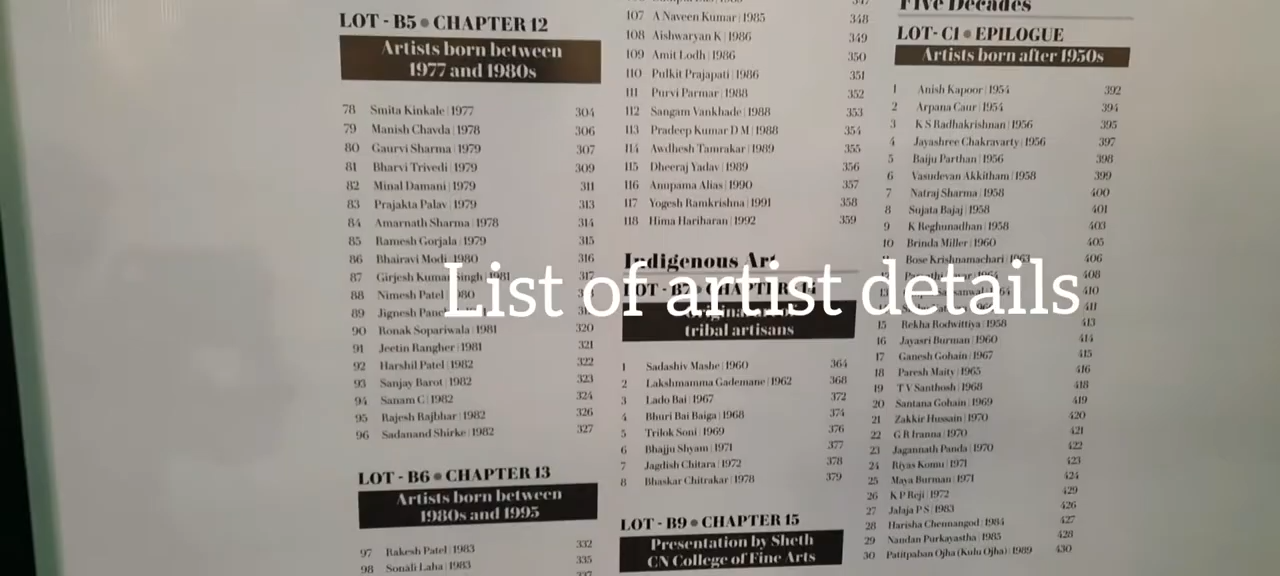 LOT - B5 • CHAPTER 12
Artists born between
1977 and 1980s
78 Smita Kinkale | 1977 304
79 Manish Chavda | 1978 306
80 Gaurvi Sharma | 1979 307
81 Bharvi Trivedi | 1979 309
82 Minal Damani | 1979 311
83 Prajakta Palav | 1979 313
84 Amarnath Sharma | 1978 314
85 Ramesh Gorjala | 1979 315
86 Bhairavi Modi | 1980 316
87 Girjesh Kumar Singh | 1981
88 Nimesh Patel | 1980
89 Jignesh
90 Ronak Sopariwala | 1981 320
91 Jeetin Rangher | 1981 321
92 Harshil Patel | 1982 322
93 Sanjay Barot | 1982 323
94 Sanam C | 1982 324
95 Rajesh Rajbhar | 1982 326
96 Sadanand Shirke | 1982 327
LOT - B6 • CHAPTER 13
Artists born between
1980s and 1995
97 Rakesh Patel | 1983 332
98 Sonali Laha | 1983 335
107 A Naveen Kumar | 1985 348
108 Aishwaryan K | 1986 349
109 Amit Lodh | 1986 350
110 Pulkit Prajapati | 1986 351
111 Purvi Parmar | 1988 352
112 Sangam Vankhade | 1988 353
113 Pradeep Kumar D M | 1988 354
114 Awdhesh Tamrakar | 1989 355
115 Dheeraj Yadav | 1989 356
116 Anupama Alias | 1990 357
117 Yogesh Ramkrishna | 1991 358
118 Hima Hariharan | 1992 359
Indigenous Art
List of artist details
tribal artisans
1 Sadashiv Mashe | 1960 364
2 Lakshmamma Gademane | 1962 368
3 Lado Bai | 1967 372
4 Bhuri Bai Baiga | 1968 374
5 Trilok Soni | 1969 376
6 Bhajju Shyam | 1971 377
7 Jagdish Chitara | 1972 378
8 Bhaskar Chitrakar | 1978 379
LOT - B9 • CHAPTER 15
Presentation by Sheth
CN College of Fine Arts
Five Decades
LOT- C1 • EPILOGUE
Artists born after 1950s
1 Anish Kapoor | 1954 392
2 Arpana Caur | 1954 394
3 K S Radhakrishnan | 1956 395
4 Jayashree Chakravarty | 1956 397
5 Baiju Parthan | 1956 398
6 Vasudevan Akkitham | 1958 399
7 Natraj Sharma | 1958 400
8 Sujata Bajaj | 1958 401
9 K Reghunadhan | 1958 403
10 Brinda Miller | 1960 405
Bose Krishnamachari | 1963 406
408
410
411
15 Rekha Rodwittiya | 1958 413
16 Jayasri Burman | 1960 414
17 Ganesh Gohain | 1967 415
18 Paresh Maity | 1965 416
19 T V Santhosh | 1968 418
20 Santana Gohain | 1969 419
21 Zakkir Hussain | 1970 420
22 G R Iranna | 1970 421
23 Jagannath Panda | 1970 422
24 Riyas Komu | 1971 423
25 Maya Burman | 1971 424
26 K P Reji | 1972 429
27 Jalaja P S | 1983 426
28 Harisha Chennangod | 1984 427
29 Nandan Purkayastha | 1985 428
30 Patitpaban Ojha (Kulu Ojha) | 1989 430